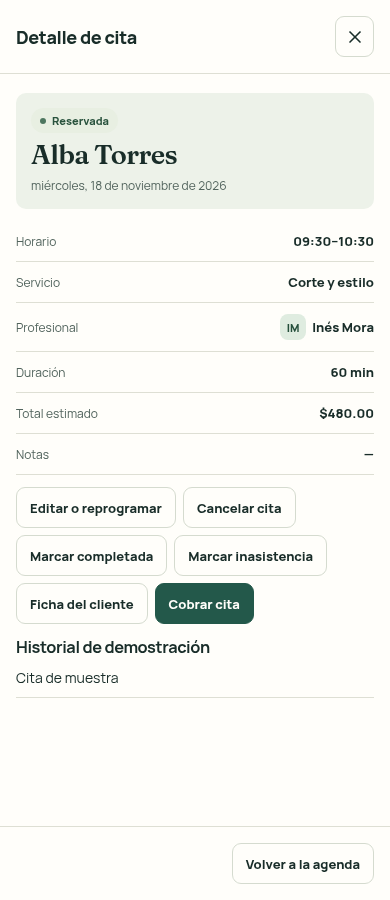 Detalle de cita
Reservada
Alba Torres
miércoles, 18 de noviembre de 2026
Horario 09:30–10:30
Servicio Corte y estilo
Profesional IM Inés Mora
Duración 60 min
Total estimado $480.00
Notas —
Editar o reprogramar Cancelar cita
Marcar completada Marcar inasistencia
Ficha del cliente Cobrar cita
Historial de demostración
Cita de muestra
Volver a la agenda